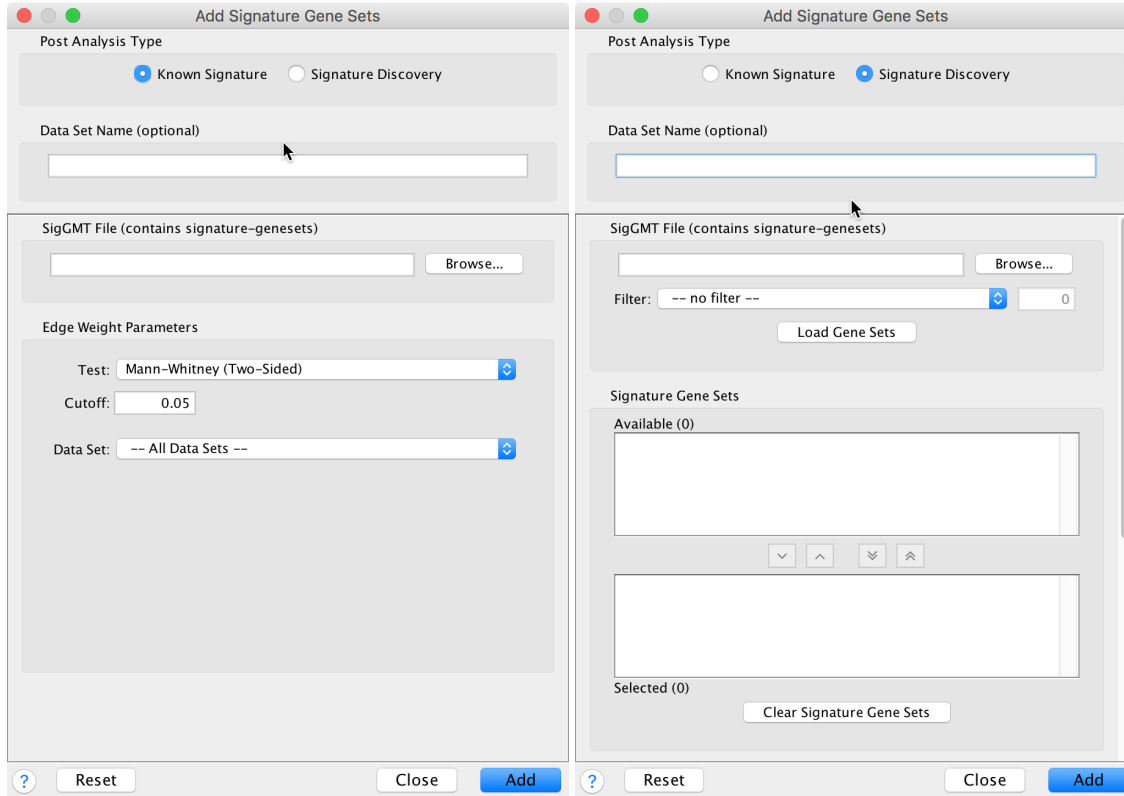 Add Signature Gene Sets
Post Analysis Type
Known Signature Signature Discovery
Data Set Name (optional)
SigGMT File (contains signature-genesets)
Browse...
Edge Weight Parameters
Test: Mann-Whitney (Two-Sided)
Cutoff: 0.05
Data Set: -- All Data Sets --
? Reset Close Add
Add Signature Gene Sets
Post Analysis Type
Known Signature Signature Discovery
Data Set Name (optional)
SigGMT File (contains signature-genesets)
Browse...
Filter: -- no filter -- 0
Load Gene Sets
Signature Gene Sets
Available (0)
Selected (0)
Clear Signature Gene Sets
? Reset Close Add